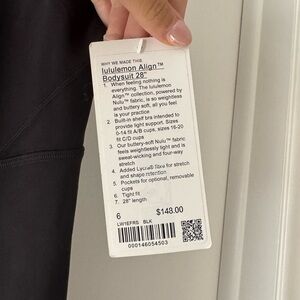 WHY WE MADE THIS
lululemon Align™
Bodysuit 28"
1. When feeling nothing is
everything. The lululemon
Align™ collection, powered by
Nulu™ fabric, is so weightless
and buttery soft, all you feel
is your practice
2. Built-in shelf bra intended to
provide light support. Sizes
0-14 fit A/B cups, sizes 16-20
fit C/D cups
3. Our buttery-soft Nulu™ fabric
feels weightlessly light and is
sweat-wicking and four-way
stretch
4. Added Lycra® fibre for stretch
and shape retention
5. Pockets for optional, removable
cups
6. Tight fit
7. 28" length
6 $148.00
LW1EFRS BLK
000146054503